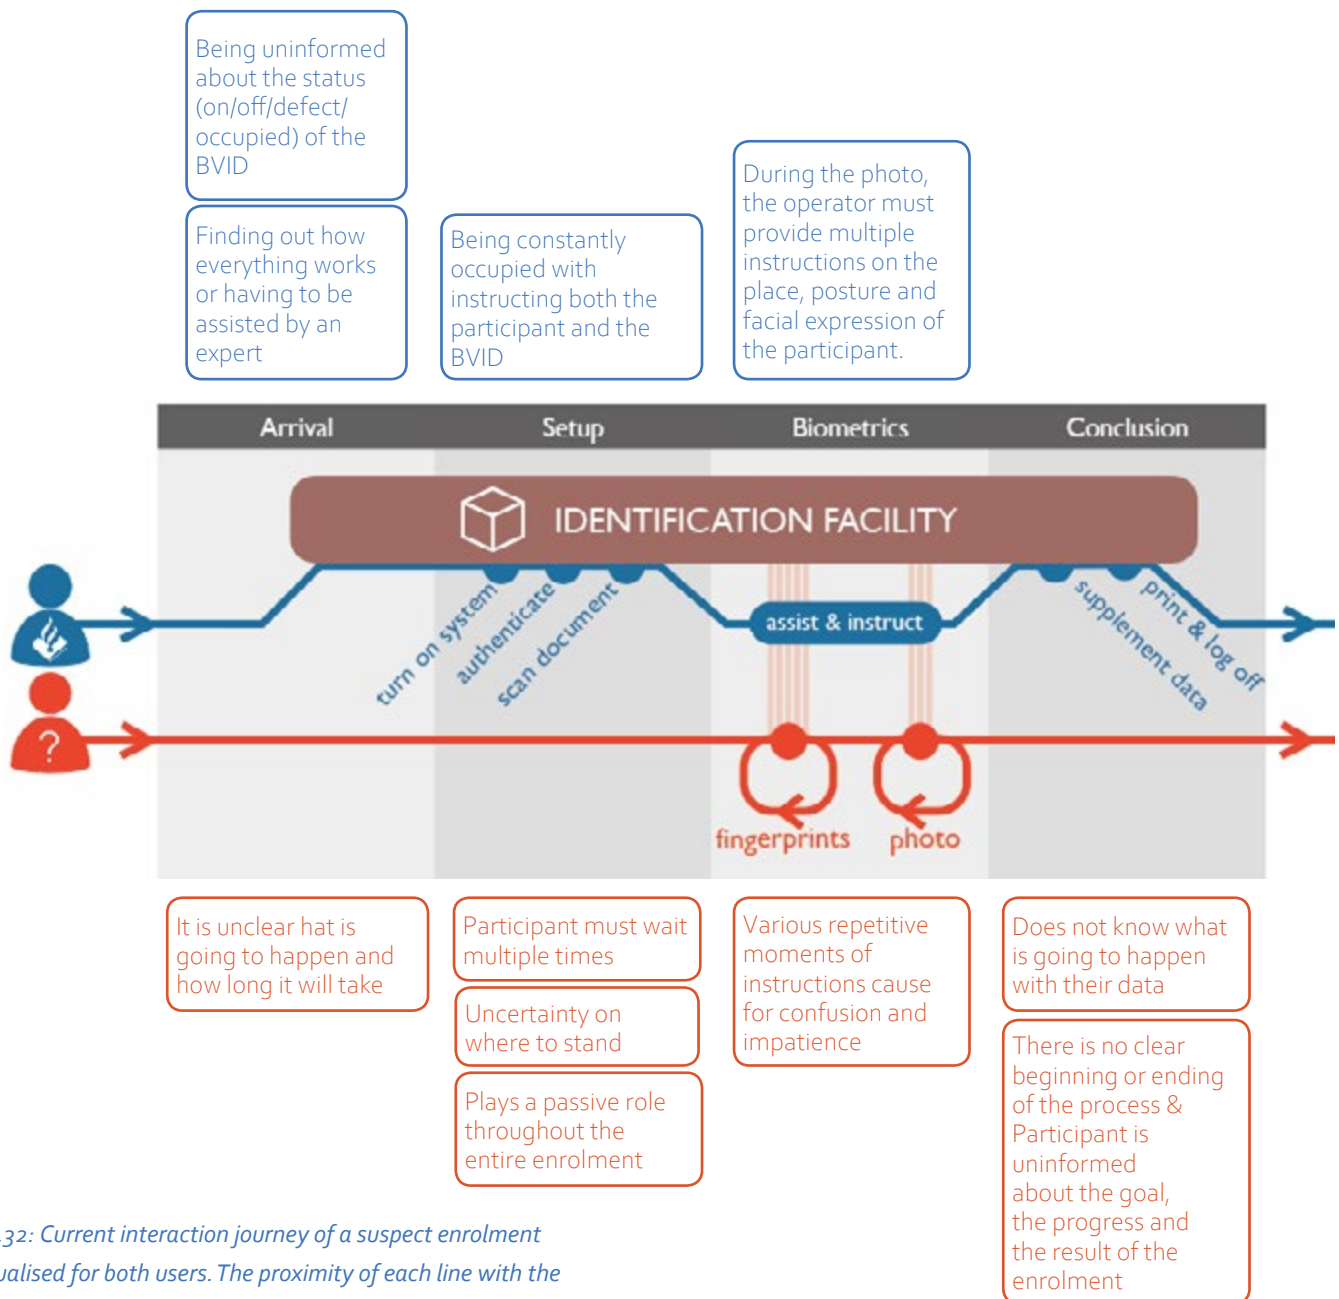 Being uninformed
about the status
(on/off/defect/
occupied) of the
BVID
Finding out how
everything works
or having to be
assisted by an
expert
Being constantly
occupied with
instructing both the
participant and the
BVID
During the photo,
the operator must
provide multiple
instructions on the
place, posture and
facial expression of
the participant.
Arrival
Setup
Biometrics
Conclusion
IDENTIFICATION FACILITY
turn on system
authenticate
scan document
assist & instruct
supplement data
print & log off
?
fingerprints
photo
It is unclear hat is
going to happen and
how long it will take
Participant must wait
multiple times
Uncertainty on
where to stand
Plays a passive role
throughout the
entire enrolment
Various repetitive
moments of
instructions cause
for confusion and
impatience
Does not know what
is going to happen
with their data
There is no clear
beginning or ending
of the process &
Participant is
uninformed
about the goal,
the progress and
the result of the
enrolment
.32: Current interaction journey of a suspect enrolment
ualised for both users. The proximity of each line with the